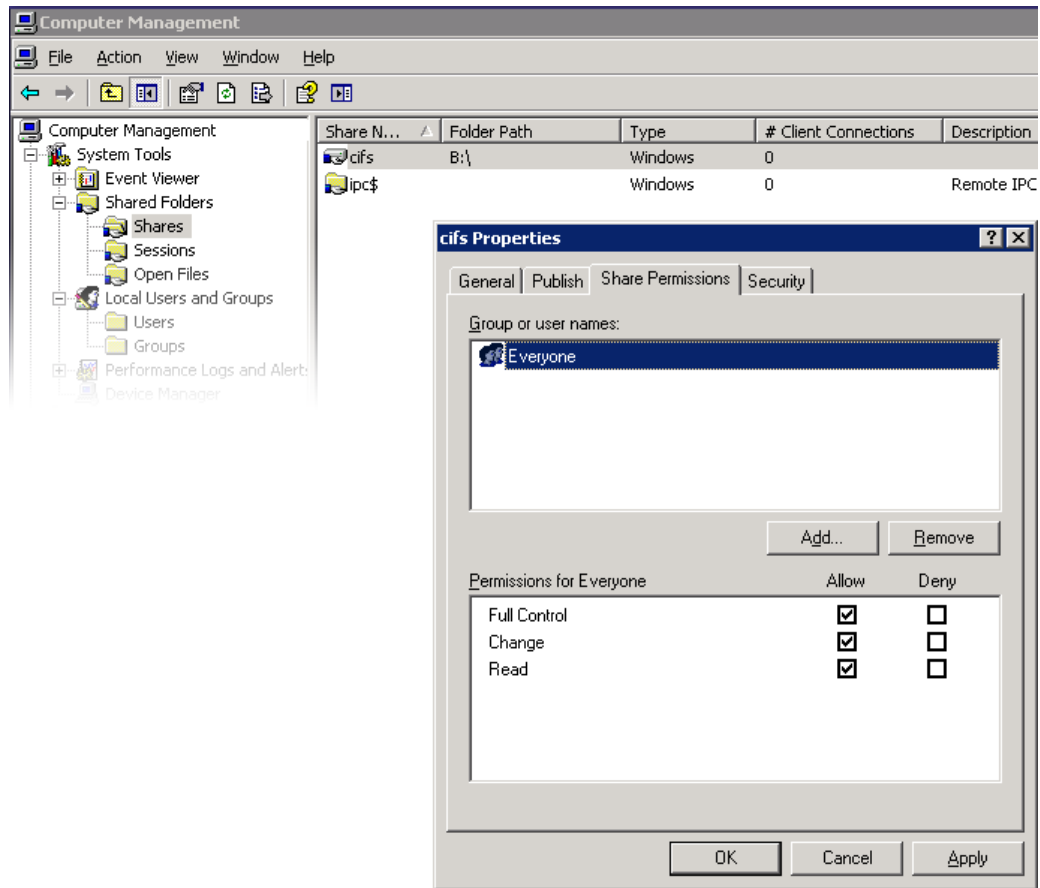 Computer Management
File Action View Window Help
Computer Management
System Tools
Event Viewer
Shared Folders
Shares
Sessions
Open Files
Local Users and Groups
Users
Groups
Performance Logs and Alert:
Device Manager
Share N... Folder Path Type # Client Connections Description
cifs B:\ Windows 0
ipc$ Windows 0 Remote IPC
cifs Properties
General Publish Share Permissions Security
Group or user names:
Everyone
Add... Remove
Permissions for Everyone Allow Deny
Full Control
Change
Read
OK Cancel Apply